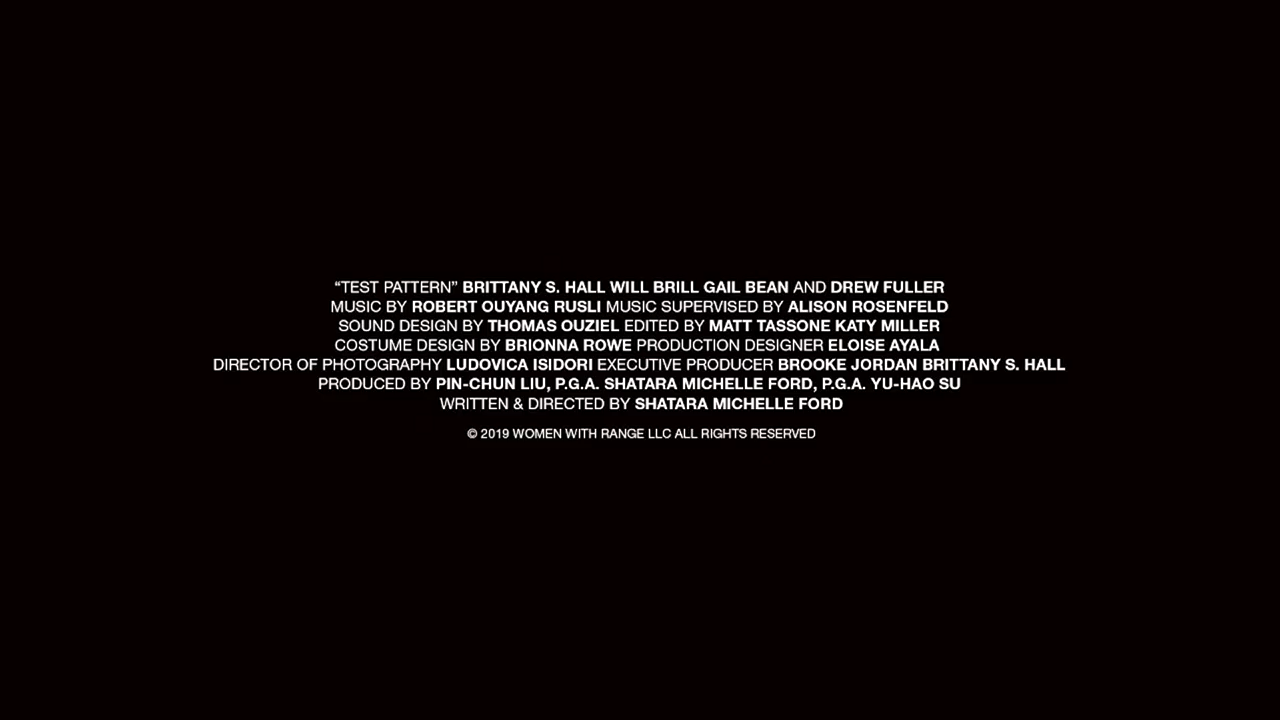 “TEST PATTERN” BRITTANY S. HALL WILL BRILL GAIL BEAN AND DREW FULLER
MUSIC BY ROBERT OUYANG RUSLI MUSIC SUPERVISED BY ALISON ROSENFELD
SOUND DESIGN BY THOMAS OUZIEL EDITED BY MATT TASSONE KATY MILLER
COSTUME DESIGN BY BRIONNA ROWE PRODUCTION DESIGNER ELOISE AYALA
DIRECTOR OF PHOTOGRAPHY LUDOVICA ISIDORI EXECUTIVE PRODUCER BROOKE JORDAN BRITTANY S. HALL
PRODUCED BY PIN-CHUN LIU, P.G.A. SHATARA MICHELLE FORD, P.G.A. YU-HAO SU
WRITTEN & DIRECTED BY SHATARA MICHELLE FORD
© 2019 WOMEN WITH RANGE LLC ALL RIGHTS RESERVED